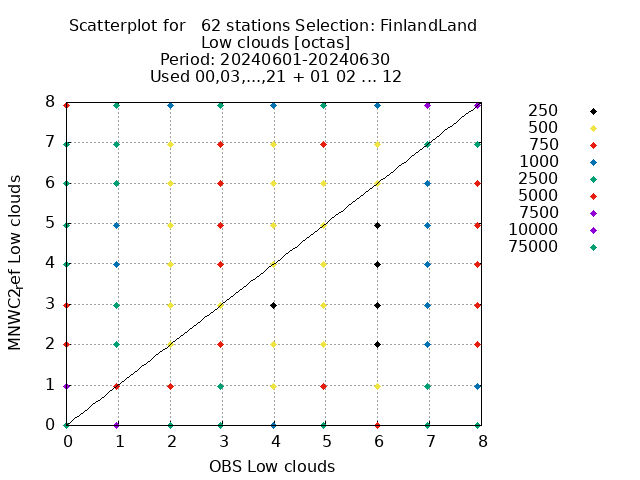 Scatterplot for   62 stations Selection: FinlandLand
Low clouds [octas]
Period: 20240601-20240630
Used 00,03,...,21 + 01 02 ... 12
8
7
6
5
4
3
2
1
0
MNWC2ref Low clouds
0 1 2 3 4 5 6 7 8
OBS Low clouds
250
500
750
1000
2500
5000
7500
10000
75000